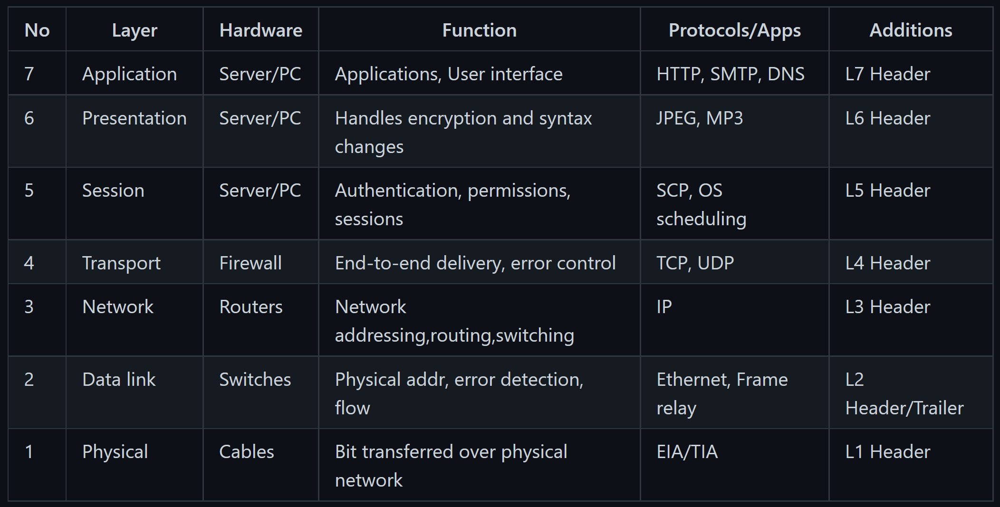 No Layer Hardware Function Protocols/Apps Additions
7 Application Server/PC Applications, User interface HTTP, SMTP, DNS L7 Header
6 Presentation Server/PC Handles encryption and syntax JPEG, MP3 L6 Header
changes
5 Session Server/PC Authentication, permissions, SCP, OS L5 Header
sessions scheduling
4 Transport Firewall End-to-end delivery, error control TCP, UDP L4 Header
3 Network Routers Network IP L3 Header
addressing,routing,switching
2 Data link Switches Physical addr, error detection, Ethernet, Frame L2
flow relay Header/Trailer
1 Physical Cables Bit transferred over physical EIA/TIA L1 Header
network